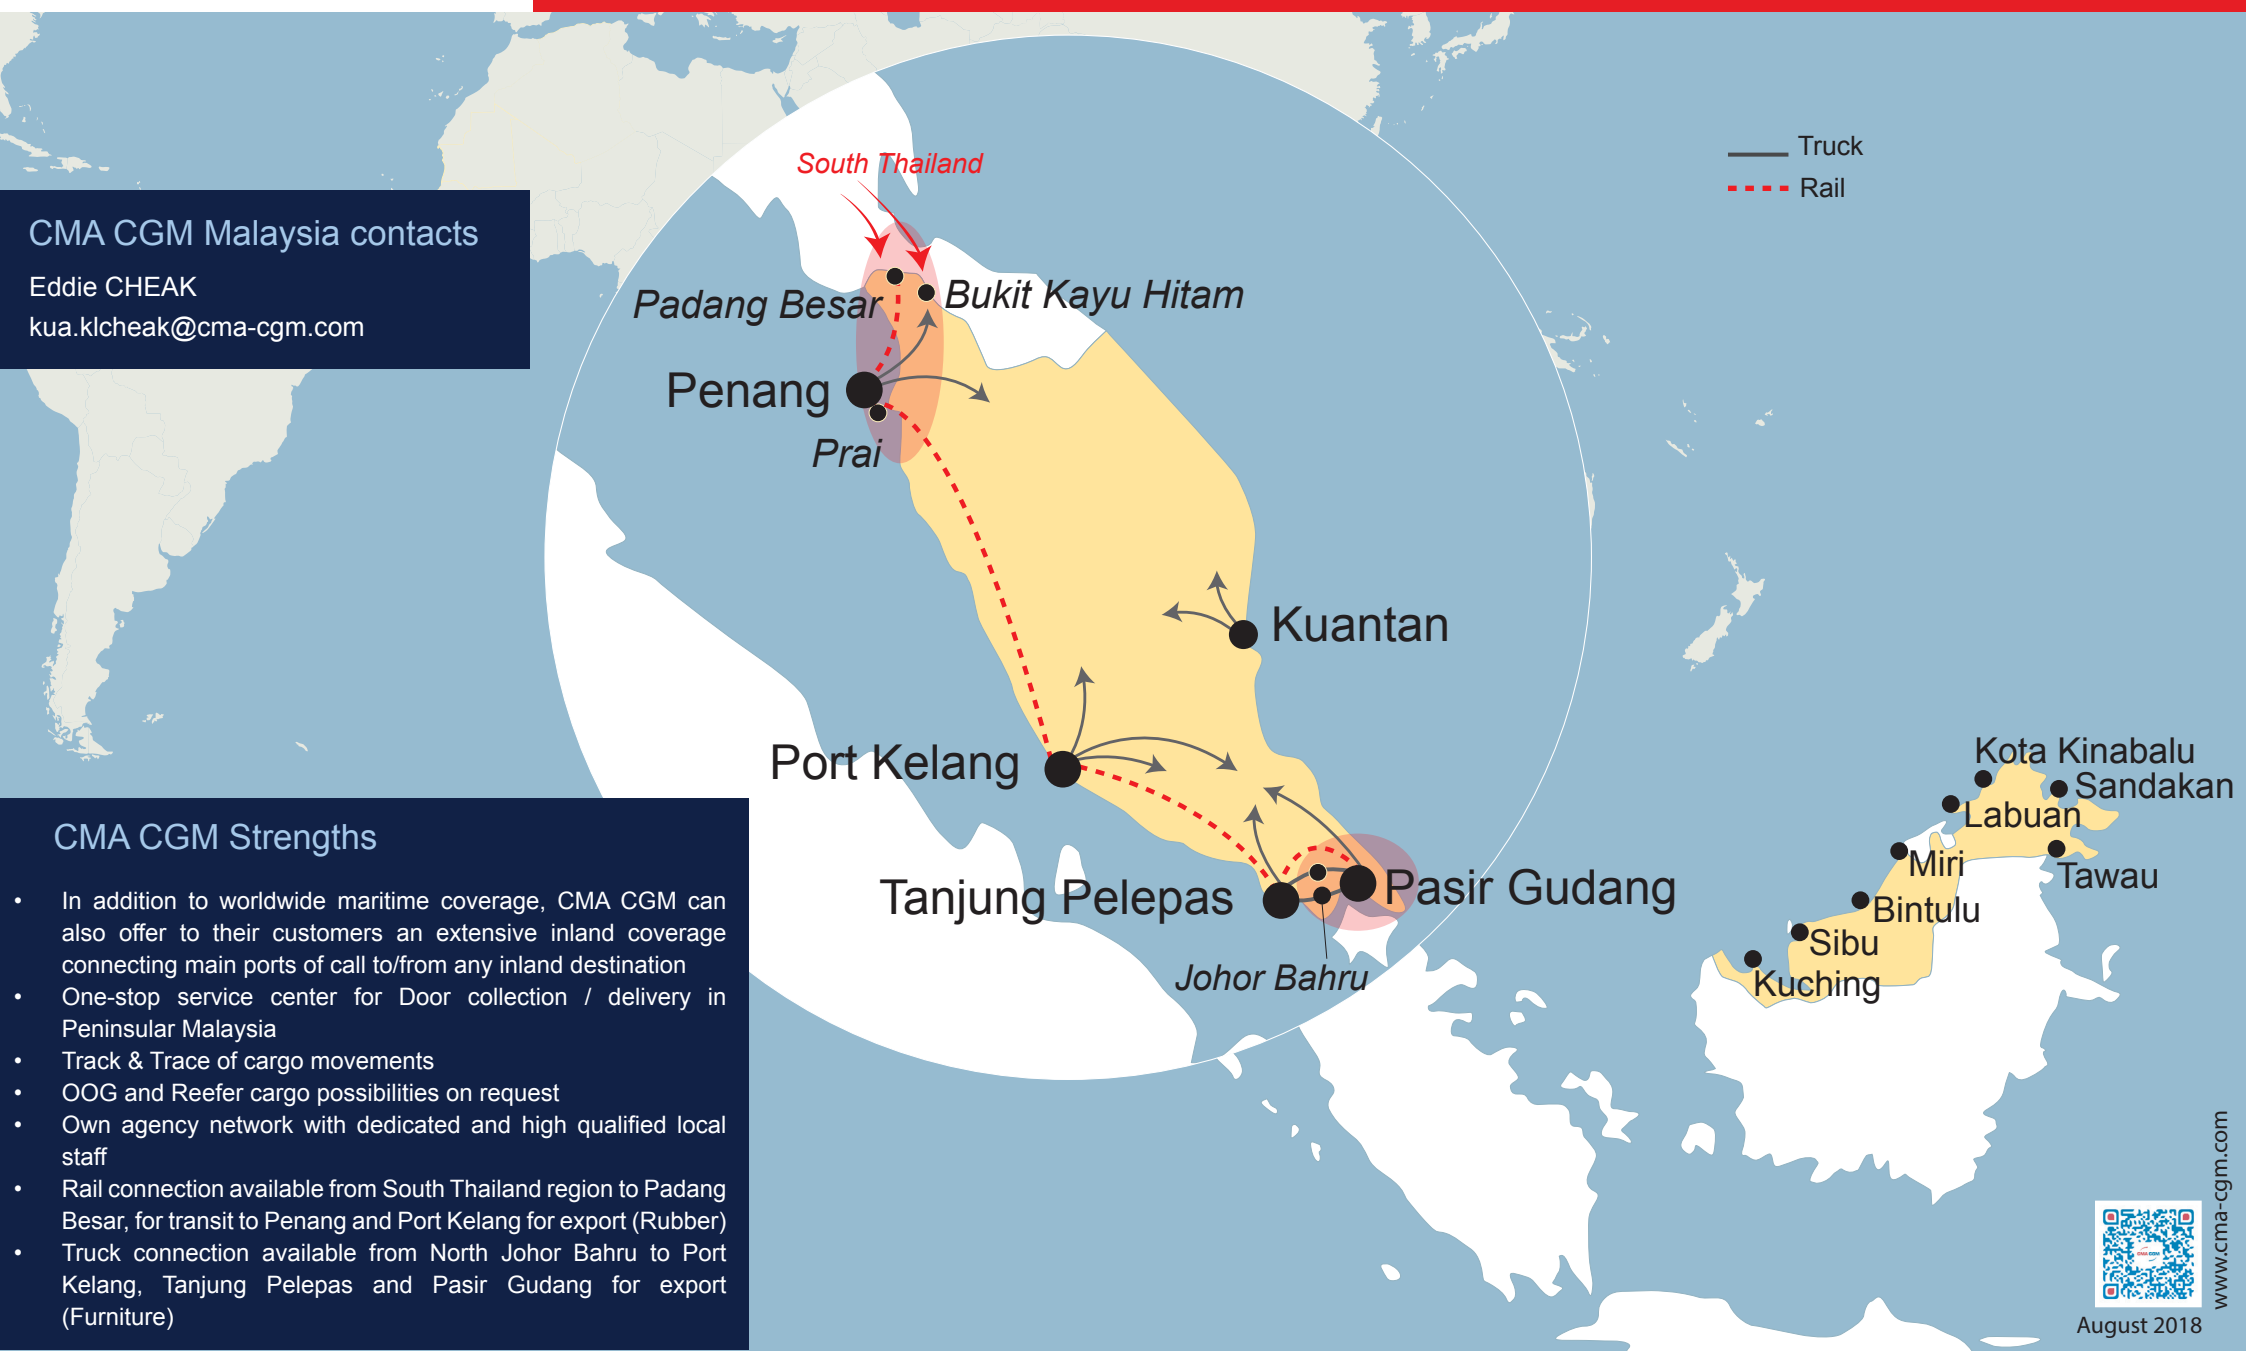 South Thailand
Truck
Rail
CMA CGM Malaysia contacts
Eddie CHEAK
kua.klcheak@cma-cgm.com
Padang Besar
Bukit Kayu Hitam
Penang
Prai
Kuantan
Port Kelang
Tanjung Pelepas
Pasir Gudang
Johor Bahru
Kota Kinabalu
Sandakan
Labuan
Miri
Tawau
Bintulu
Sibu
Kuching
CMA CGM Strengths
• In addition to worldwide maritime coverage, CMA CGM can
also offer to their customers an extensive inland coverage
connecting main ports of call to/from any inland destination
• One-stop service center for Door collection / delivery in
Peninsular Malaysia
• Track & Trace of cargo movements
• OOG and Reefer cargo possibilities on request
• Own agency network with dedicated and high qualified local
staff
• Rail connection available from South Thailand region to Padang
Besar, for transit to Penang and Port Kelang for export (Rubber)
• Truck connection available from North Johor Bahru to Port
Kelang, Tanjung Pelepas and Pasir Gudang for export
(Furniture)
www.cma-cgm.com
CMA CGM
August 2018